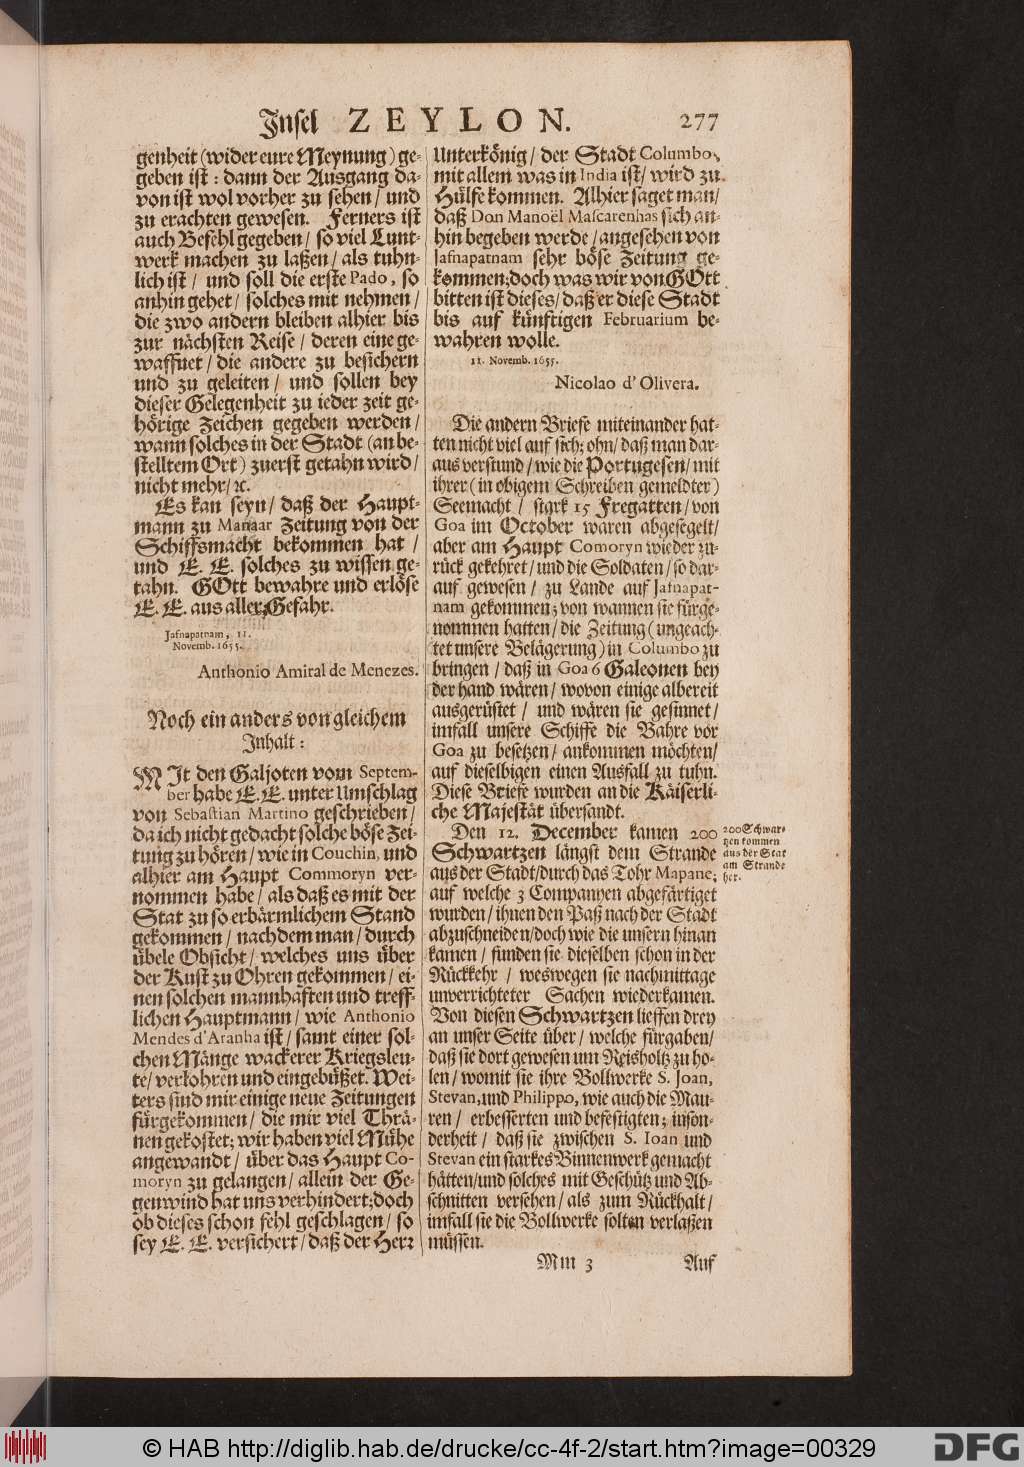 Insel ZEYLON. 277
genheit (wider eure Meynung) ge-
geben ist: dann der Ausgang da-
von ist wol vorher zu sehen / und
zu erachten gewesen. Ferners ist
auch Befehl gegeben / so viel Lunt-
werk machen zu laßen / als tuhn-
lich ist / und soll die erste Pado, so
anhin gehet / solches mit nehmen /
die zwo andern bleiben alhier bis
zur nächsten Reise / deren eine ge-
waffnet / die andere zu besichern
und zu geleiten / und sollen bey
dieser Gelegenheit zu ieder zeit ge-
hörige Zeichen gegeben werden /
wann solches in der Stadt (an be-
stelltem Ort) zuerst getahn wird /
nicht mehr / ꝛc.
Es kan seyn / daß der Haupt-
mann zu Manaar Zeitung von der
Schiffsmacht bekommen hat /
und E. E. solches zu wissen ge-
tahn. GOtt bewahre und erlöse
E. E. aus aller Gefahr.
Jafnapatnam, 11.
Novemb. 1655.
Anthonio Amiral de Menezes.
Noch ein anders von gleichem
Inhalt:
MIt den Galjoten vom Septem-
ber habe E. E. unter Umschlag
von Sebastian Martino geschrieben /
da ich nicht gedacht solche böse Zei-
tung zu hören / wie in Couchin, und
alhier am Haupt Commoryn ver-
nommen habe / als daß es mit der
Stat zu so erbärmlichem Stand
gekommen / nachdem man / durch
übele Obsicht / welches uns über
der Kust zu Ohren gekommen / ei-
nen solchen mannhaften und treff-
lichen Hauptmann / wie Anthonio
Mendes d'Aranha ist / samt einer sol-
chen Mänge wackerer Kriegsleu-
te / verlohren und eingebüßet. Wei-
ters sind mir einige neue Zeitungen
fürgekommen / die mir viel Thrä-
nen gekostet; wir haben viel Mühe
angewandt / über das Haupt Co-
moryn zu gelangen / allein der Ge-
genwind hat uns verhindert; doch
ob dieses schon fehl geschlagen / so
sey E. E. versichert / daß der Herꝛ
Unterkönig / der Stadt Columbo,
mit allem was in India ist / wird zu
Hülfe kommen. Alhier saget man /
daß Don Manoël Mascarenhas sich an-
hin begeben werde / angesehen von
Jafnapatnam sehr böse Zeitung ge-
kommen; doch was wir von GOtt
bitten ist dieses / daß er diese Stadt
bis auf künftigen Februarium be-
wahren wolle.
11. Novemb. 1655.
Nicolao d'Olivera.
Die andern Briefe miteinander hat-
ten nicht viel auf sich; ohn / daß man dar-
aus verstund / wie die Portugesen / mit
ihrer (in obigem Schreiben gemeldter)
Seemacht / stark 15 Fregatten / von
Goa im October waren abgesegelt /
aber am Haupt Comoryn wieder zu-
rück gekehret / und die Soldaten / so dar-
auf gewesen / zu Lande auf Jafnapat-
nam gekommen; von wannen sie fürge-
nommen hatten / die Zeitung (ungeach-
tet unsere Belägerung) in Columbo zu
bringen / daß in Goa 6 Galeonen bey
der hand wären / wovon einige albereit
ausgerüstet / und wären sie gesinnet /
imfall unsere Schiffe die Bahre vor
Goa zu besetzen / ankommen möchten /
auf dieselbigen einen Ausfall zu tuhn.
Diese Briefe wurden an die Käiserli-
che Majestät übersandt.
Den 12. December kamen 200
Schwartzen längst dem Strande
aus der Stadt / durch das Tohr Mapane;
auf welche 3 Companyen abgefärtiget
wurden / ihnen den Paß nach der Stadt
abzuschneiden / doch wie die unsern hinan
kamen / funden sie dieselben schon in der
Rückkehr / weswegen sie nachmittage
unverrichteter Sachen wiederkamen.
Von diesen Schwartzen lieffen drey
an unser Seite über / welche fürgaben /
daß sie dort gewesen um Reisholtz zu ho-
len / womit sie ihre Bollwerke S. Joan,
Stevan, und Philippo, wie auch die Mau-
ren / erbesserten und befestigten; inson-
derheit / daß sie zwischen S. Ioan und
Stevan ein starkes Binnenwerk gemacht
hätten / und solches mit Geschütz und Ab-
schnitten versehen / als zum Rückhalt /
imfall sie die Bollwerke solten verlaßen
müssen.
200 Schwar-
tzen kommen
aus der Stat
am Strande
her.
Mm 3 Auf
© HAB http://diglib.hab.de/drucke/cc-4f-2/start.htm?image=00329
DFG